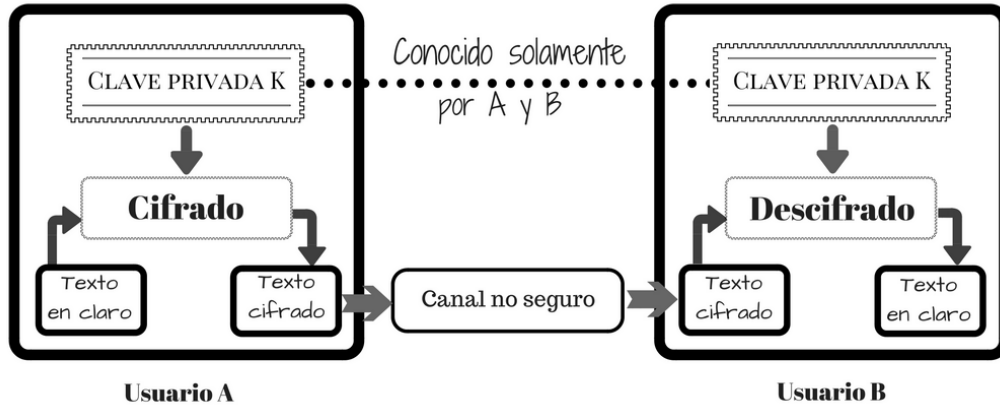 CLAVE PRIVADA K
Conocido solamente
por A y B
CLAVE PRIVADA K
Cifrado
Descifrado
Texto
en claro
Texto
cifrado
Canal no seguro
Texto
cifrado
Texto
en claro
Usuario A
Usuario B